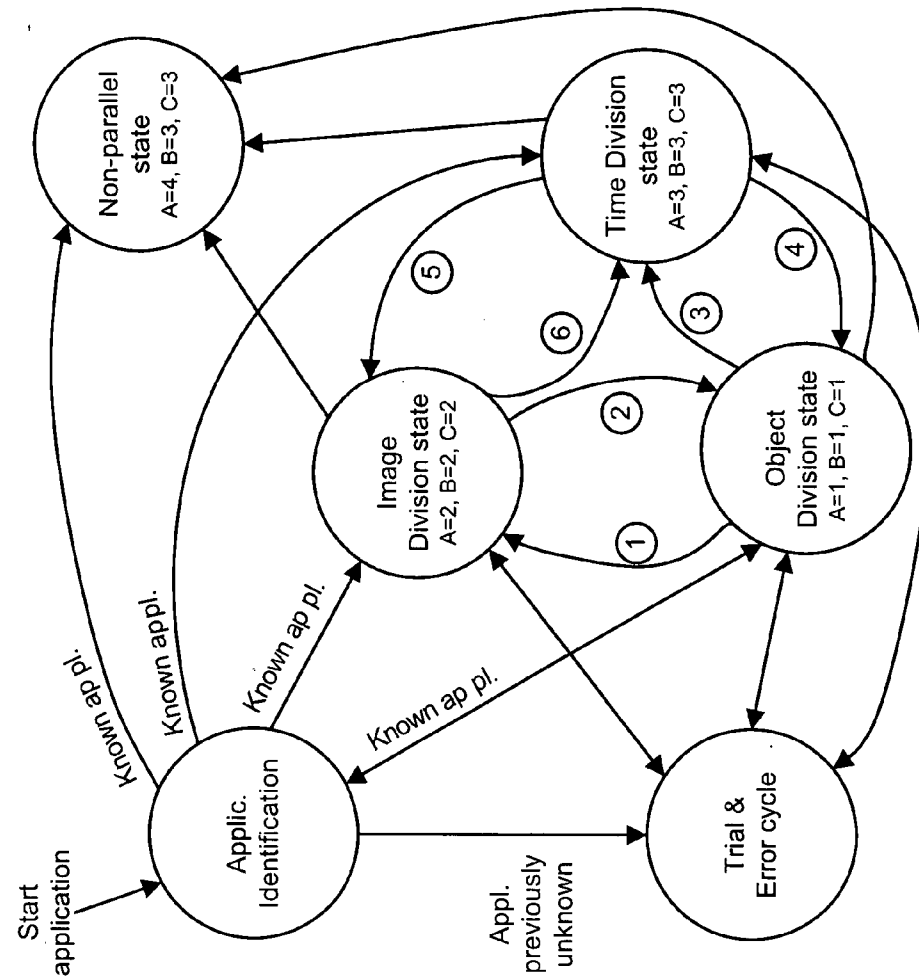 Start
application
Applic.
Identification
Known ap pl.
Known appl.
Known ap pl.
Known ap pl.
Appl.
previously
unknown
Trial &
Error cycle
Non-parallel
state
A=4, B=3, C=3
Image
Division state
A=2, B=2, C=2
Time Division
state
A=3, B=3, C=3
Object
Division state
A=1, B=1, C=1
1
2
3
4
5
6